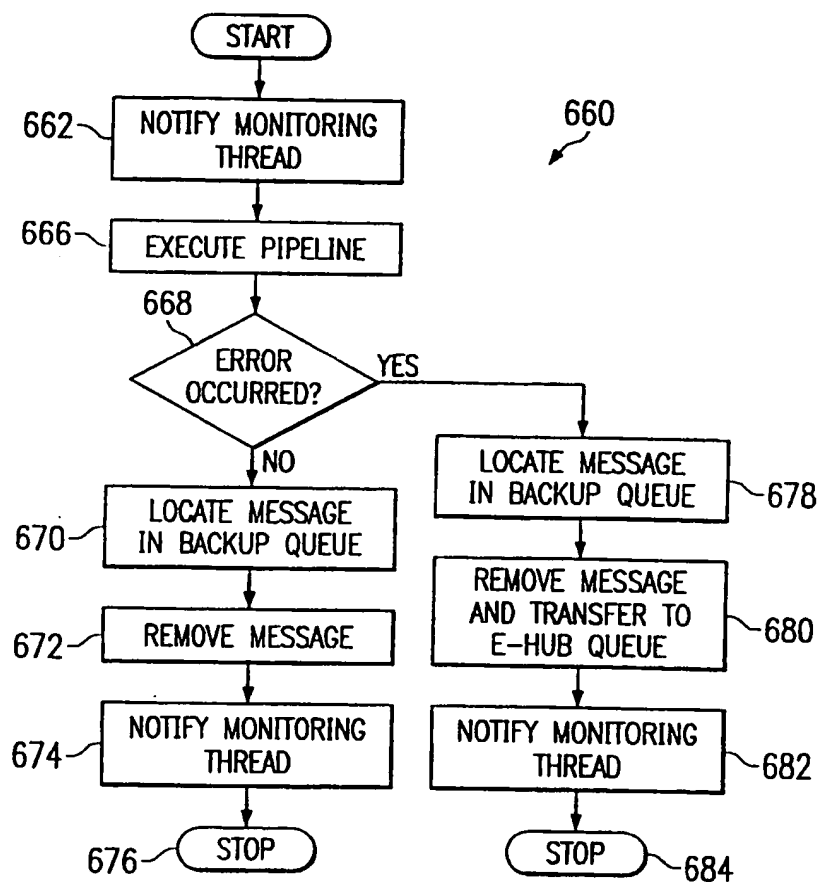 START
662
NOTIFY MONITORING
THREAD
660
666
EXECUTE PIPELINE
668
ERROR
OCCURRED?
YES
NO
670
LOCATE MESSAGE
IN BACKUP QUEUE
LOCATE MESSAGE
IN BACKUP QUEUE
678
672
REMOVE MESSAGE
REMOVE MESSAGE
AND TRANSFER TO
E-HUB QUEUE
680
674
NOTIFY MONITORING
THREAD
NOTIFY MONITORING
THREAD
682
676
STOP
STOP
684